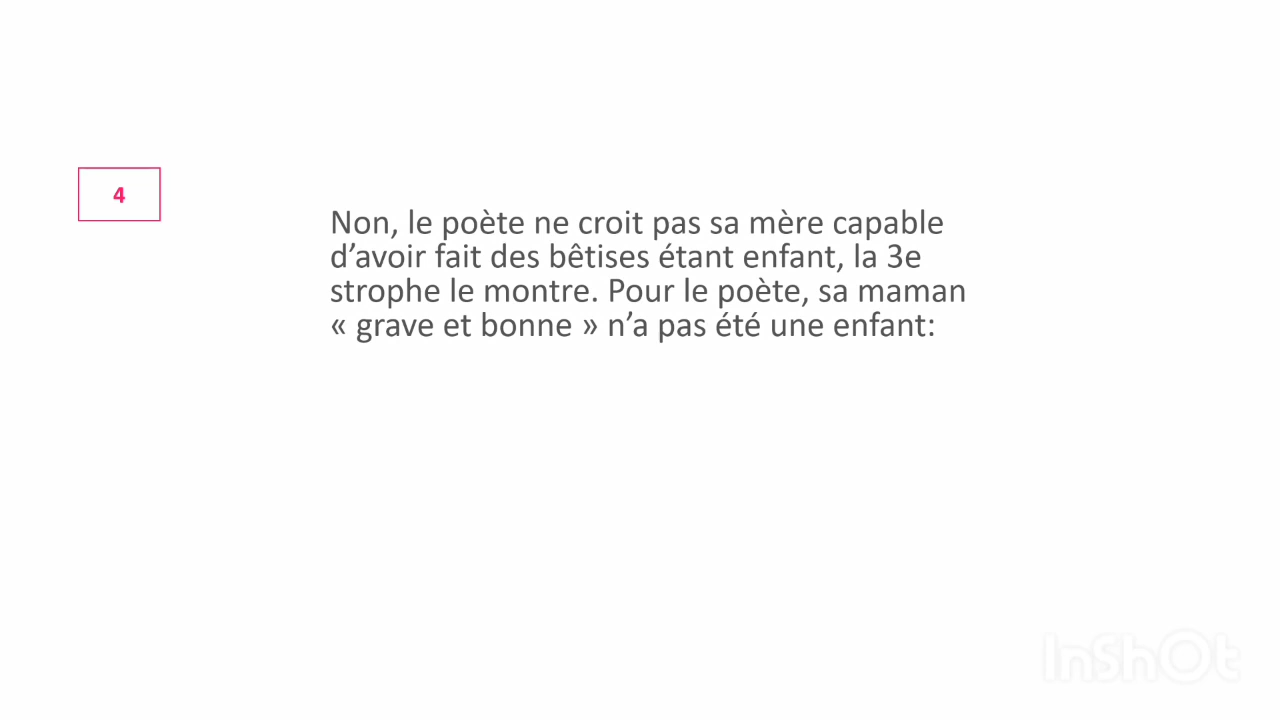 4
Non, le poète ne croit pas sa mère capable
d’avoir fait des bêtises étant enfant, la 3e
strophe le montre. Pour le poète, sa maman
« grave et bonne » n’a pas été une enfant:
InShOt